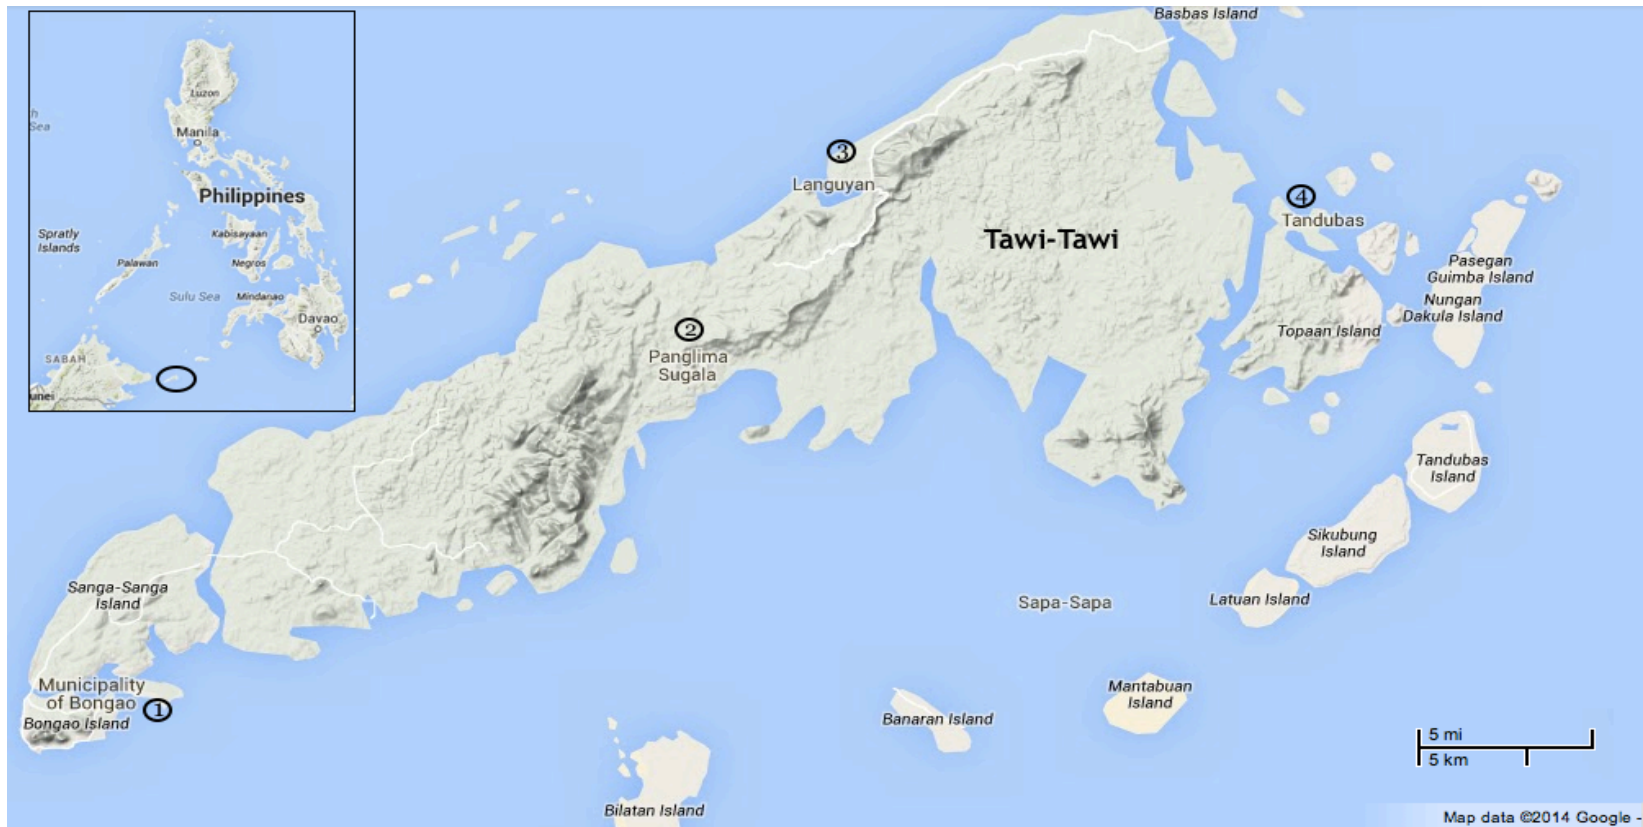 Luzon
h
Sea
Manila
Philippines
Spratly
Islands
Kabisayaan
Palawan
Negros
Sulu Sea
Mindanao
Davao
SABAH
unei
Basbas Island
3
Languyan
4
Tandubas
Tawi-Tawi
Pasegan
Guimba Island
Nungan
Dakula Island
Topaan Island
2
Panglima
Sugala
Tandubas
Island
Sikubung
Island
Sanga-Sanga
Island
Sapa-Sapa
Latuan Island
Municipality
of Bongao
1
Bongao Island
Mantabuan
Island
Banaran Island
Bilatan Island
5 mi
5 km
Map data ©2014 Google -